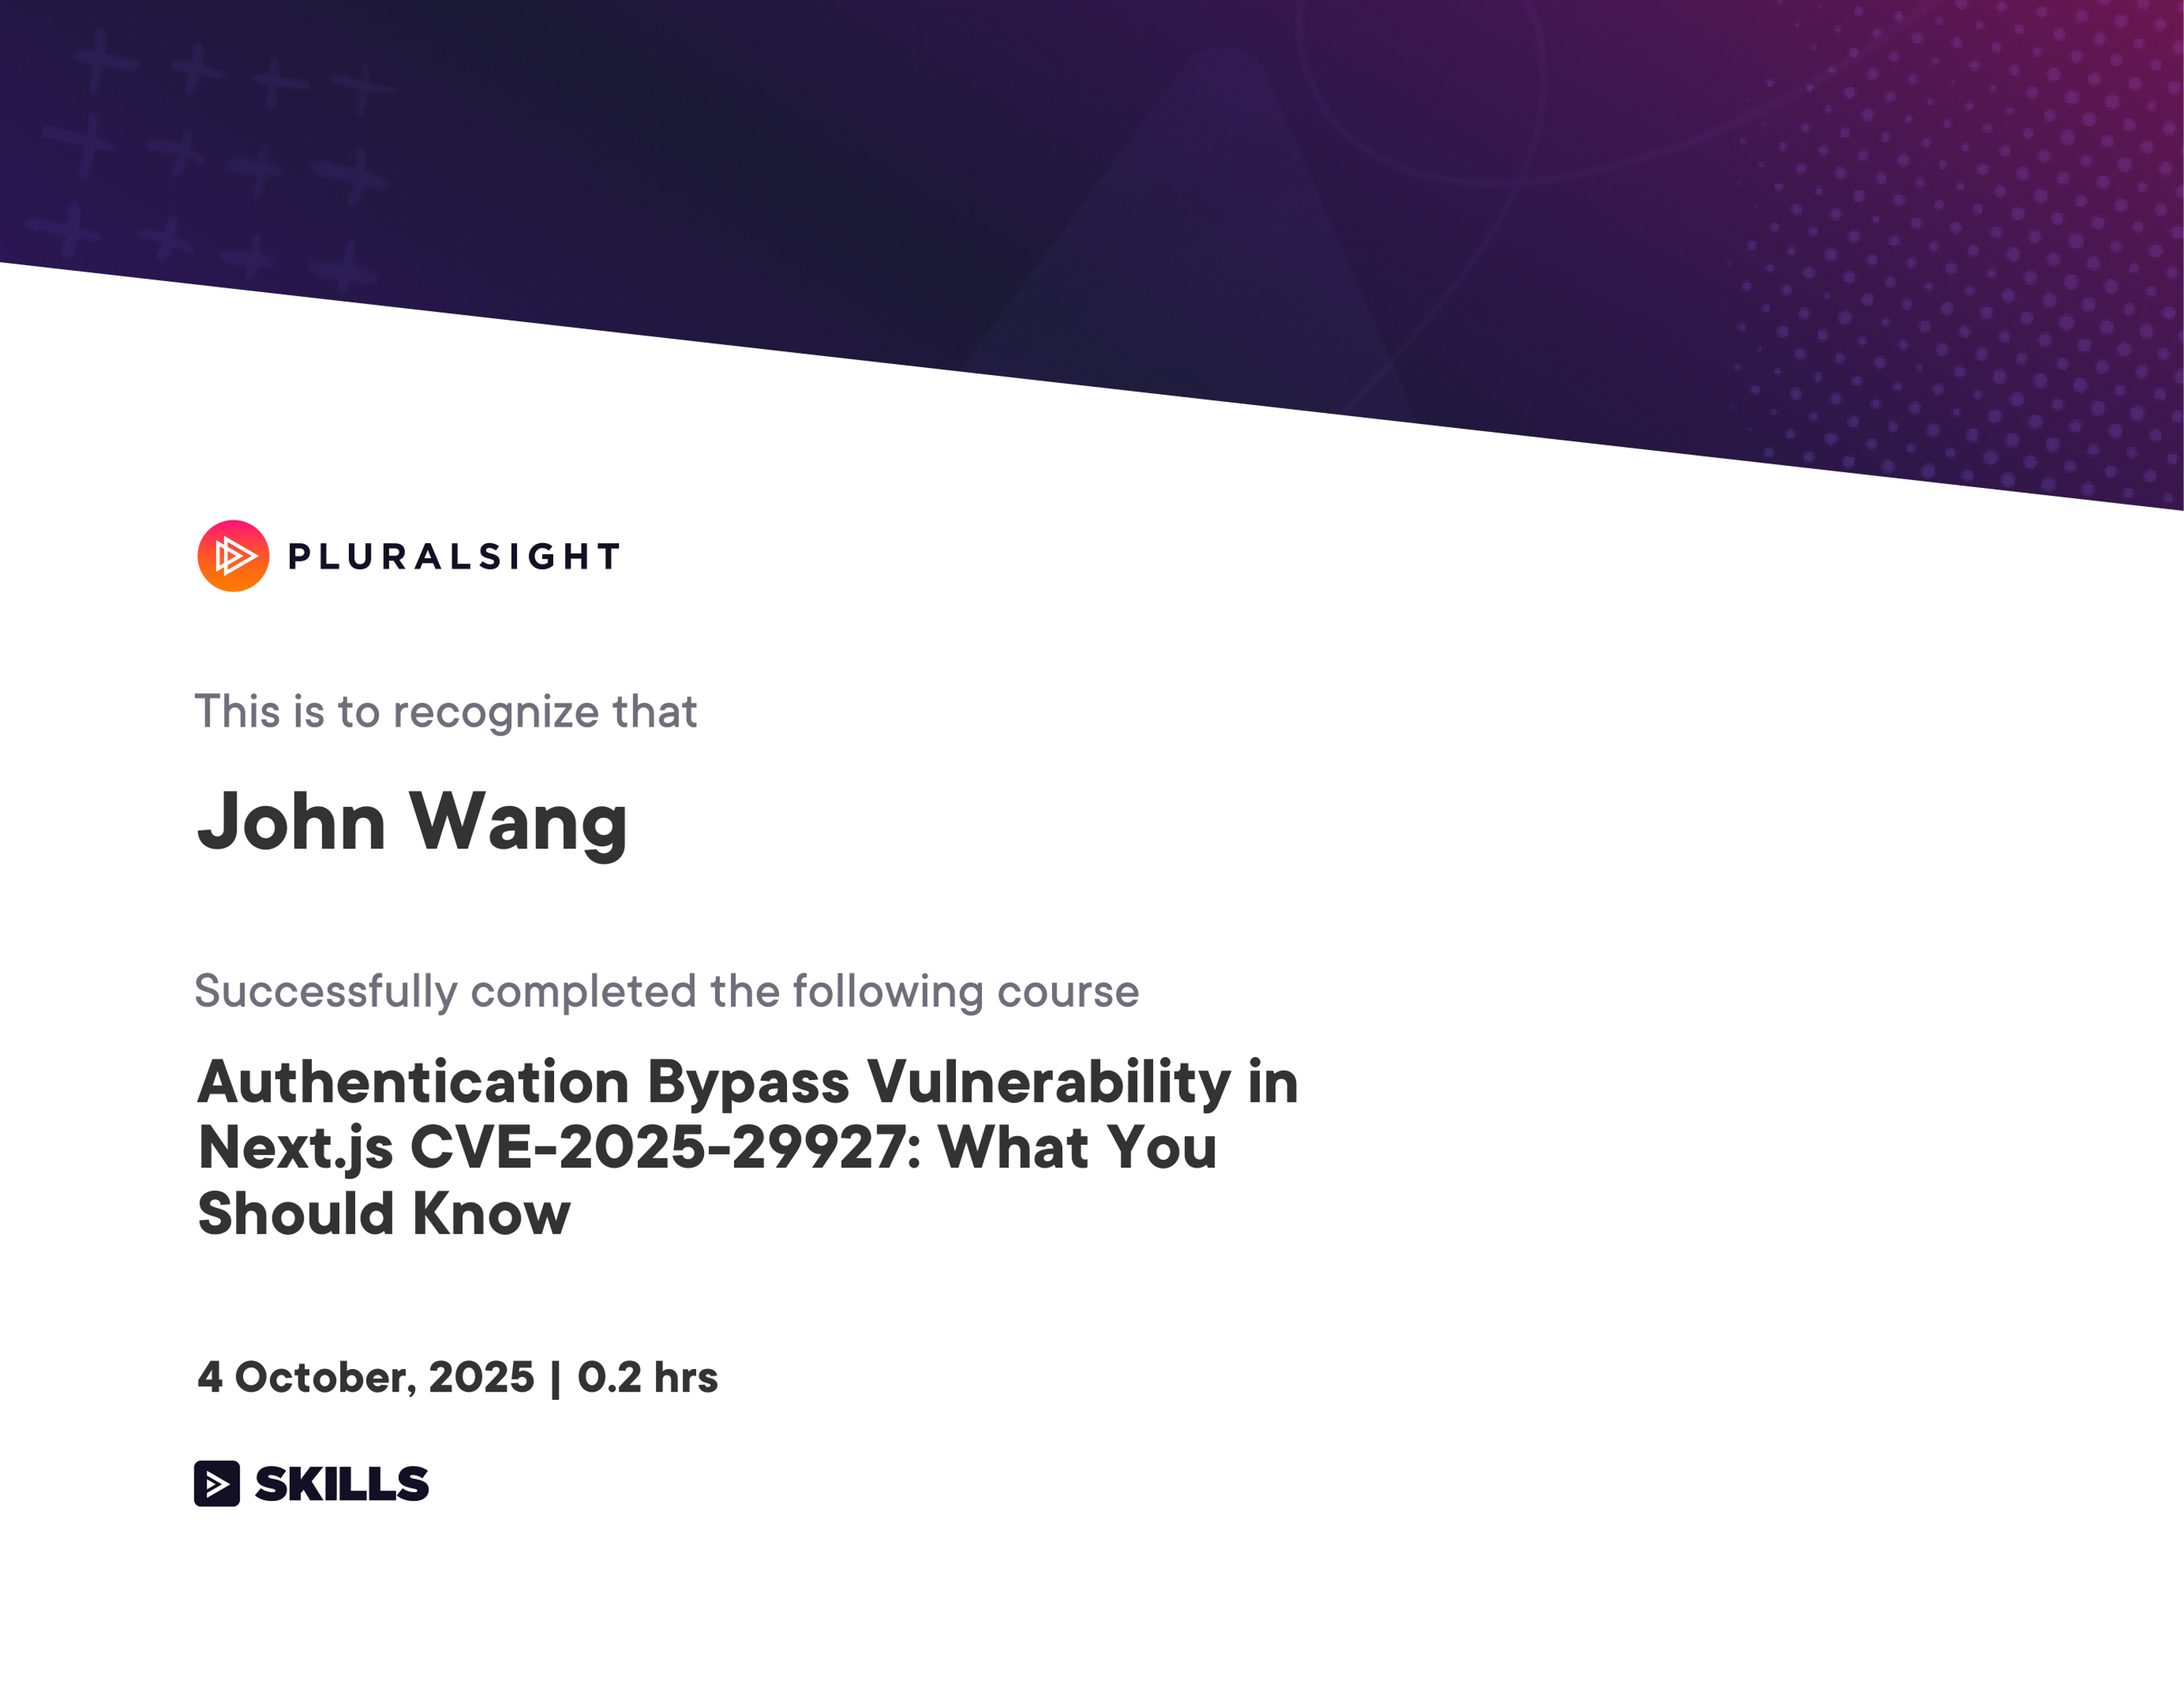 PLURALSIGHT
This is to recognize that
John Wang
Successfully completed the following course
Authentication Bypass Vulnerability in
Next.js CVE-2025-29927: What You
Should Know
4 October, 2025 | 0.2 hrs
SKILLS